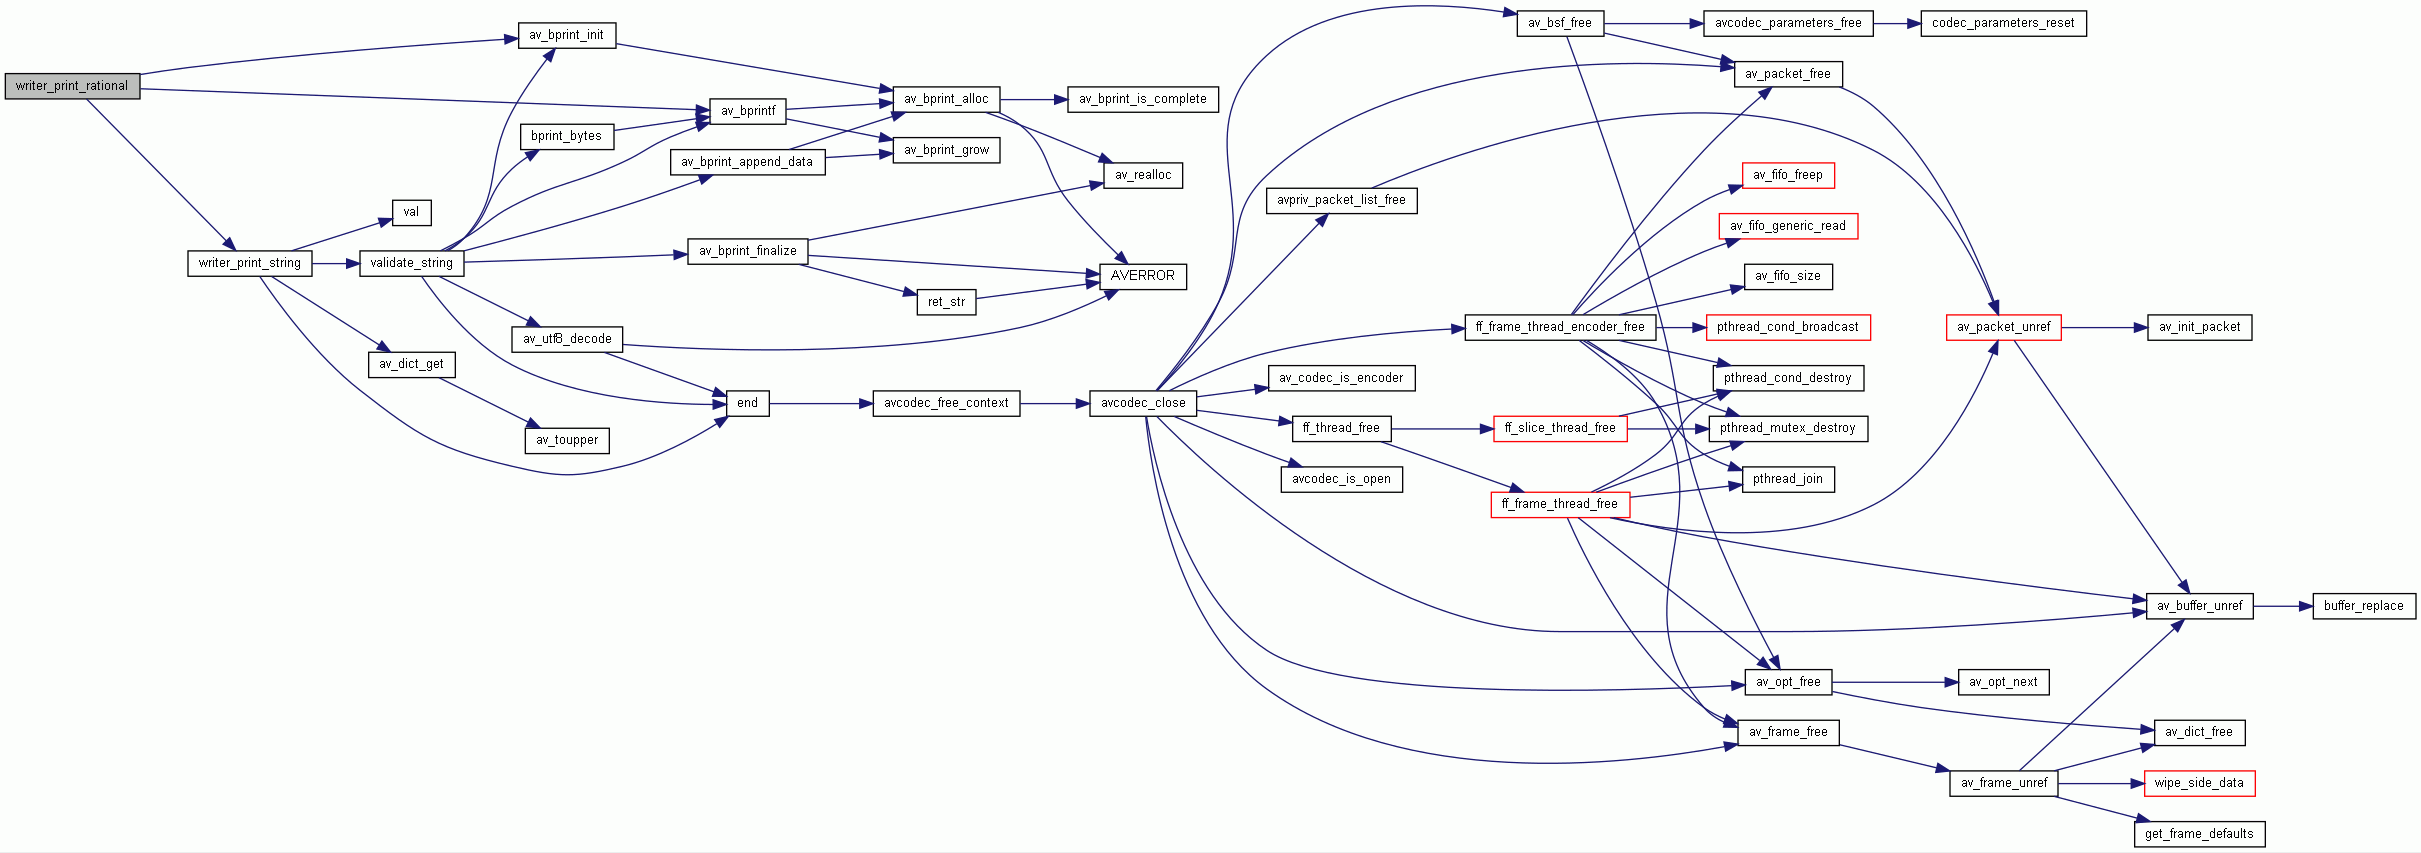 writer_print_rational
av_bprint_init
av_bprintf
bprint_bytes
av_bprint_append_data
av_bprint_alloc
av_bprint_grow
av_bprint_is_complete
av_realloc
val
writer_print_string
validate_string
av_bprint_finalize
ret_str
AVERROR
av_utf8_decode
av_dict_get
end
av_toupper
avcodec_free_context
avcodec_close
av_bsf_free
avcodec_parameters_free
codec_parameters_reset
av_packet_free
avpriv_packet_list_free
av_fifo_freep
av_fifo_generic_read
av_fifo_size
ff_frame_thread_encoder_free
pthread_cond_broadcast
av_packet_unref
av_init_packet
av_codec_is_encoder
pthread_cond_destroy
ff_thread_free
ff_slice_thread_free
pthread_mutex_destroy
avcodec_is_open
pthread_join
ff_frame_thread_free
av_buffer_unref
buffer_replace
av_opt_free
av_opt_next
av_frame_free
av_dict_free
av_frame_unref
wipe_side_data
get_frame_defaults